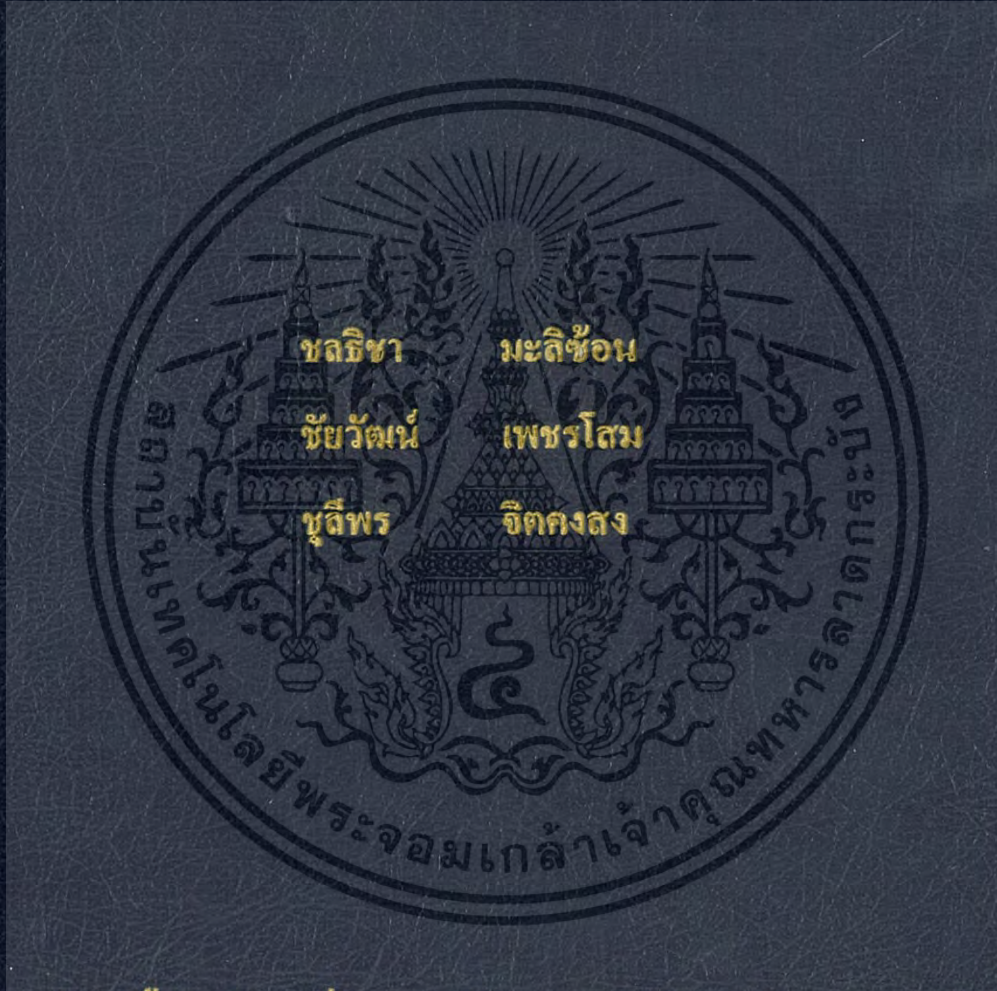 ชลธิชา มะลิซ้อน
ชัยวัฒน์ เพชรโสม
ชุลีพร จิตคงสง
สถาบันเทคโนโลยีพระจอมเกล้าเจ้าคุณทหารลาดกระบัง
๔